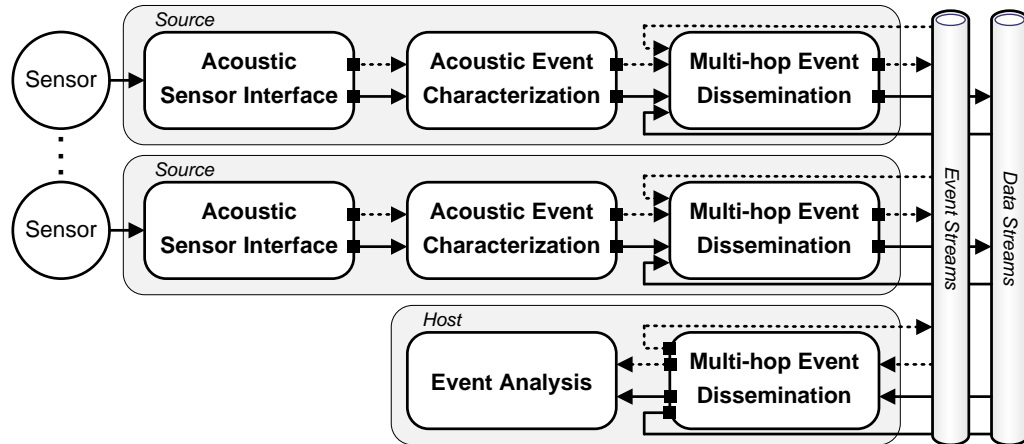 Source
Sensor
Acoustic
Sensor Interface
Acoustic Event
Characterization
Multi-hop Event
Dissemination
Source
Sensor
Acoustic
Sensor Interface
Acoustic Event
Characterization
Multi-hop Event
Dissemination
Event Streams
Data Streams
Host
Event Analysis
Multi-hop Event
Dissemination